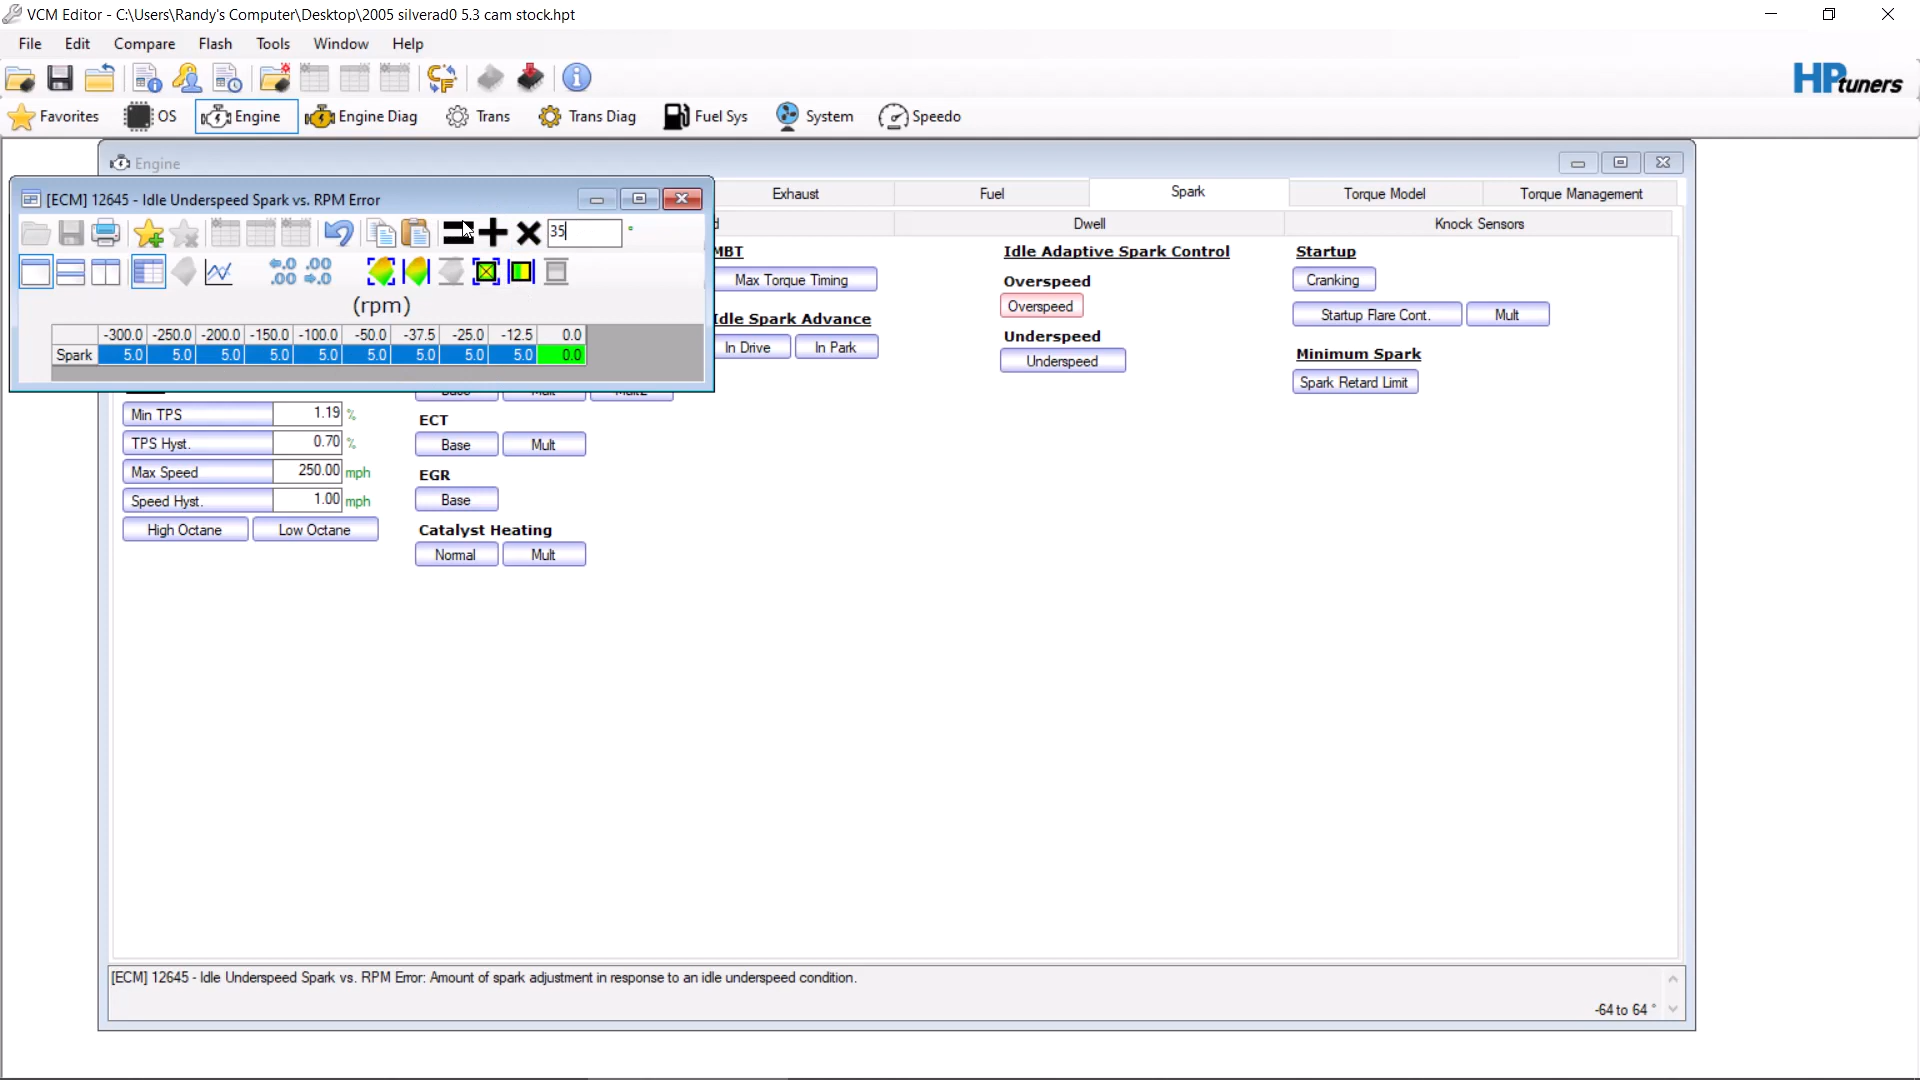 VCM Editor - C:\Users\Randy's Computer\Desktop\2005 silverad0 5.3 cam stock.hpt
File Edit Compare Flash Tools Window Help
HPtuners
Favorites OS Engine Engine Diag Trans Trans Diag Fuel Sys System Speedo
Engine
[ECM] 12645 - Idle Underspeed Spark vs. RPM Error
Exhaust Fuel Spark Torque Model Torque Management
d Dwell Knock Sensors
35 °
(rpm)
-300.0 -250.0 -200.0 -150.0 -100.0 -50.0 -37.5 -25.0 -12.5 0.0
Spark 5.0 5.0 5.0 5.0 5.0 5.0 5.0 5.0 5.0 0.0
MBT
Max Torque Timing
Idle Spark Advance
In Drive In Park
Idle Adaptive Spark Control
Overspeed
Overspeed
Underspeed
Underspeed
Startup
Cranking
Startup Flare Cont. Mult
Minimum Spark
Spark Retard Limit
Min TPS 1.19 %
TPS Hyst. 0.70 %
Max Speed 250.00 mph
Speed Hyst. 1.00 mph
High Octane Low Octane
Base Mult Mult2
ECT
Base Mult
EGR
Base
Catalyst Heating
Normal Mult
[ECM] 12645 - Idle Underspeed Spark vs. RPM Error: Amount of spark adjustment in response to an idle underspeed condition.
-64 to 64 °